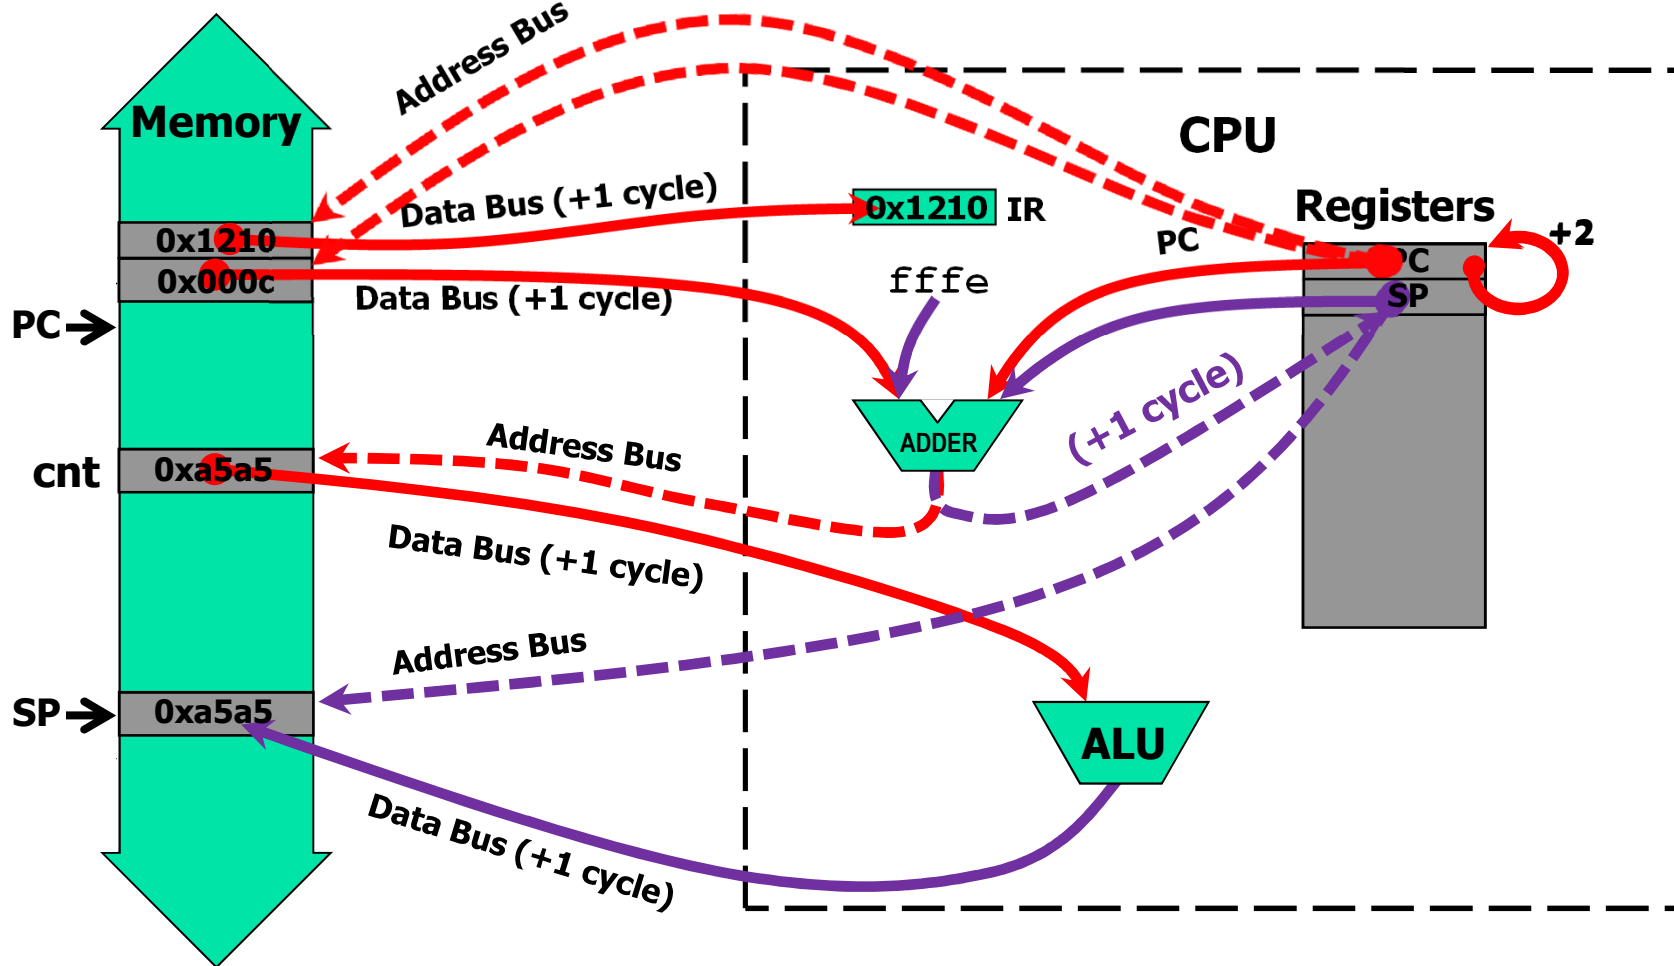 Address Bus
Memory
CPU
Data Bus (+1 cycle)
0x1210 IR
Registers
+2
0x1210
PC
PC
0x000c
fffe
SP
Data Bus (+1 cycle)
PC
(+1 cycle)
Address Bus
ADDER
cnt
0xa5a5
Data Bus (+1 cycle)
Address Bus
SP
0xa5a5
ALU
Data Bus (+1 cycle)